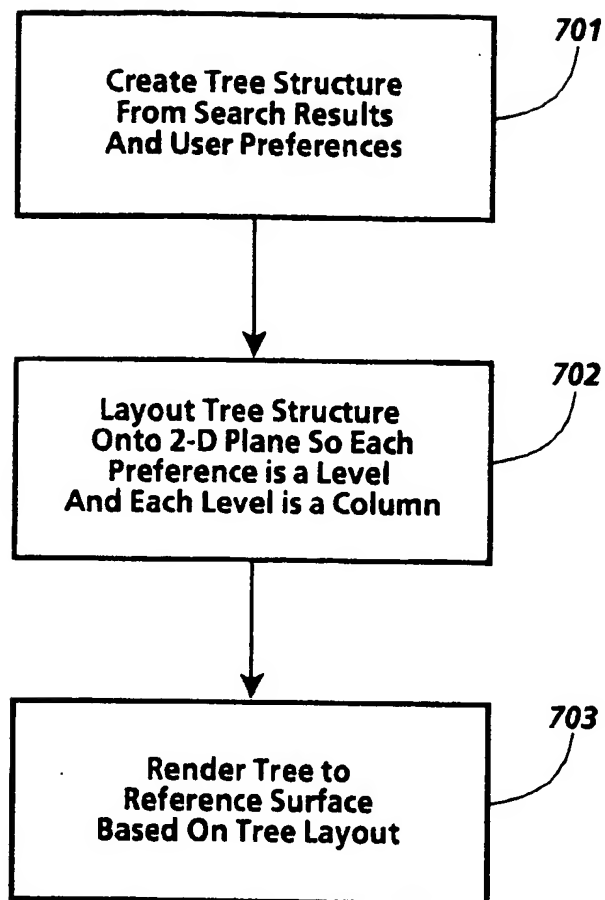 701
Create Tree Structure
From Search Results
And User Preferences
702
Layout Tree Structure
Onto 2-D Plane So Each
Preference is a Level
And Each Level is a Column
703
Render Tree to
Reference Surface
Based On Tree Layout